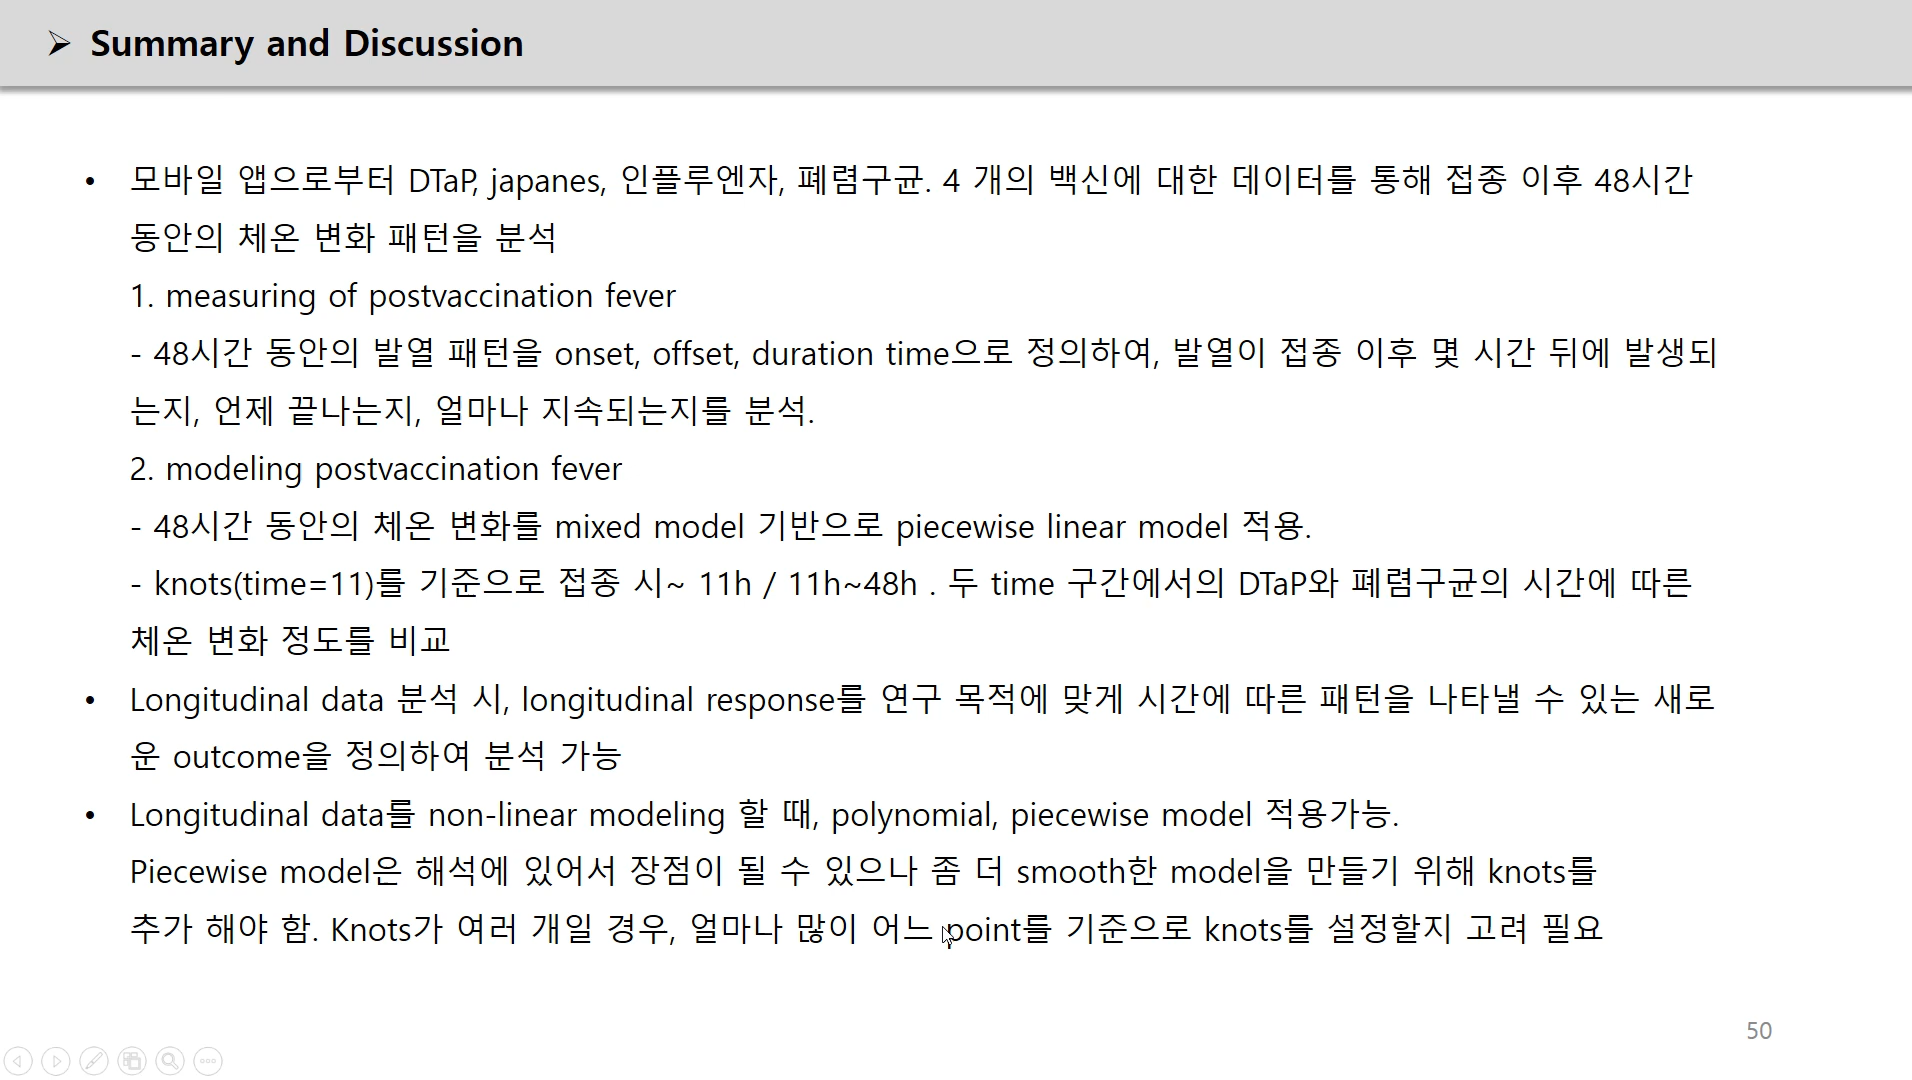 Summary and Discussion
• 모바일 앱으로부터 DTaP, japanes, 인플루엔자, 폐렴구균. 4 개의 백신에 대한 데이터를 통해 접종 이후 48시간
동안의 체온 변화 패턴을 분석
1. measuring of postvaccination fever
- 48시간 동안의 발열 패턴을 onset, offset, duration time으로 정의하여, 발열이 접종 이후 몇 시간 뒤에 발생되
는지, 언제 끝나는지, 얼마나 지속되는지를 분석.
2. modeling postvaccination fever
- 48시간 동안의 체온 변화를 mixed model 기반으로 piecewise linear model 적용.
- knots(time=11)를 기준으로 접종 시~ 11h / 11h~48h . 두 time 구간에서의 DTaP와 폐렴구균의 시간에 따른
체온 변화 정도를 비교
• Longitudinal data 분석 시, longitudinal response를 연구 목적에 맞게 시간에 따른 패턴을 나타낼 수 있는 새로
운 outcome을 정의하여 분석 가능
• Longitudinal data를 non-linear modeling 할 때, polynomial, piecewise model 적용가능.
Piecewise model은 해석에 있어서 장점이 될 수 있으나 좀 더 smooth한 model을 만들기 위해 knots를
추가 해야 함. Knots가 여러 개일 경우, 얼마나 많이 어느 point를 기준으로 knots를 설정할지 고려 필요
50